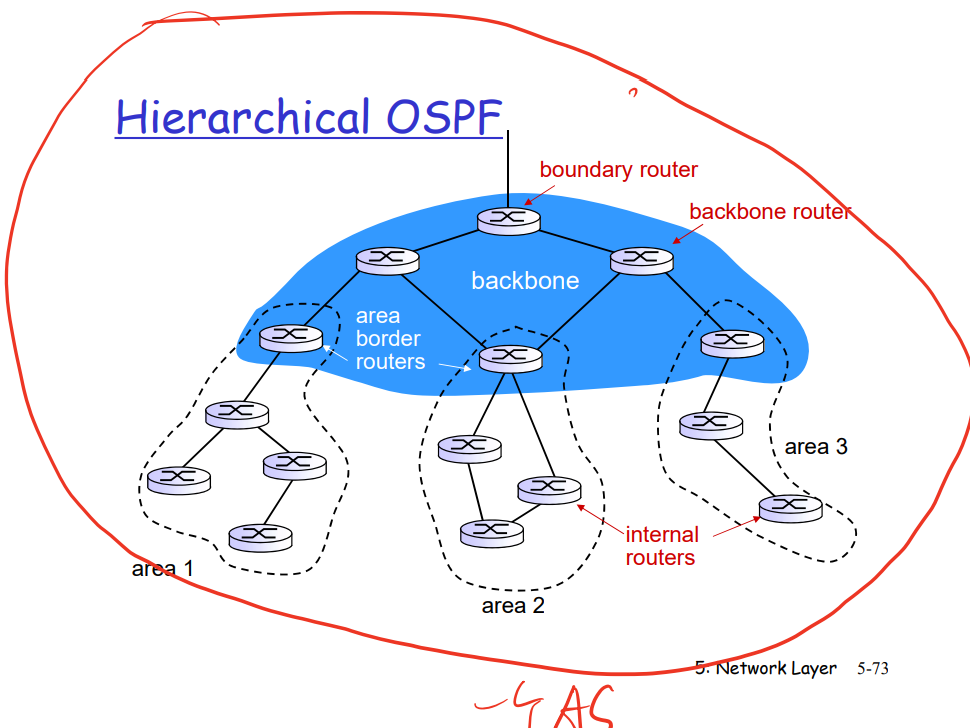 Hierarchical OSPF
boundary router
backbone router
backbone
area
border
routers
area 3
internal
routers
area 1
area 2
5: Network Layer 5-73
AS